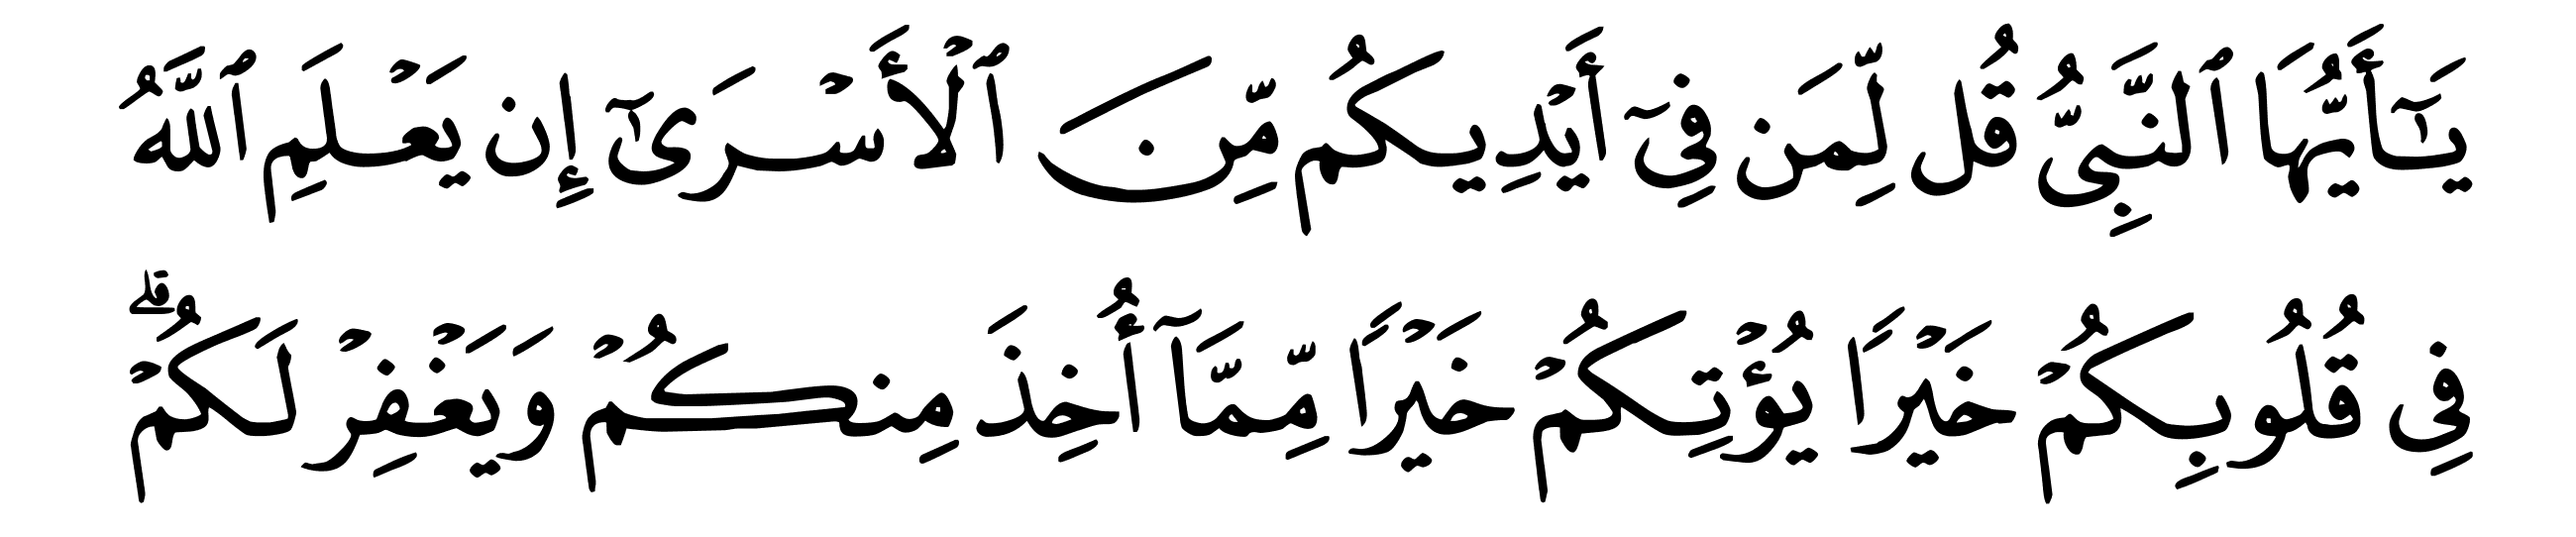 يَـٰٓأَيُّهَا ٱلنَّبِىُّ قُل لِّمَن فِىٓ أَيْدِيكُم مِّنَ ٱلْأَسْرَىٰٓ إِن يَعْلَمِ ٱللَّهُ
فِى قُلُوبِكُمْ خَيْرًا يُؤْتِكُمْ خَيْرًا مِّمَّآ أُخِذَ مِنكُمْ وَيَغْفِرْ لَكُمْ ۗ